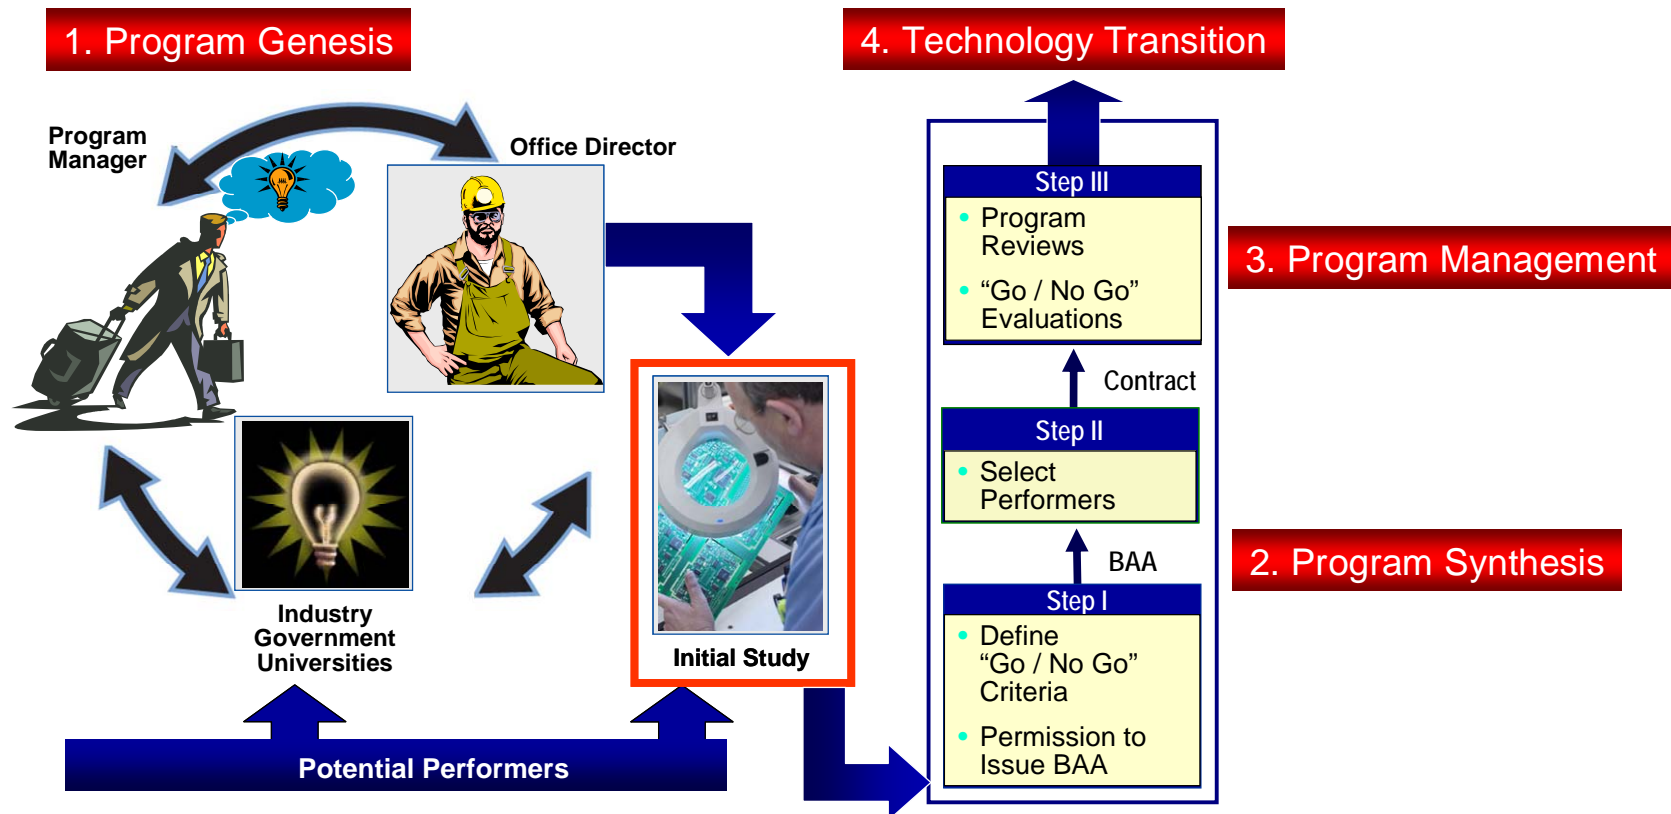 1. Program Genesis
Program
Manager
Office Director
Industry
Government
Universities
Initial Study
Potential Performers
4. Technology Transition
Step III
• Program
Reviews
• “Go / No Go”
Evaluations
Contract
3. Program Management
Step II
• Select
Performers
BAA
2. Program Synthesis
Step I
• Define
“Go / No Go”
Criteria
• Permission to
Issue BAA